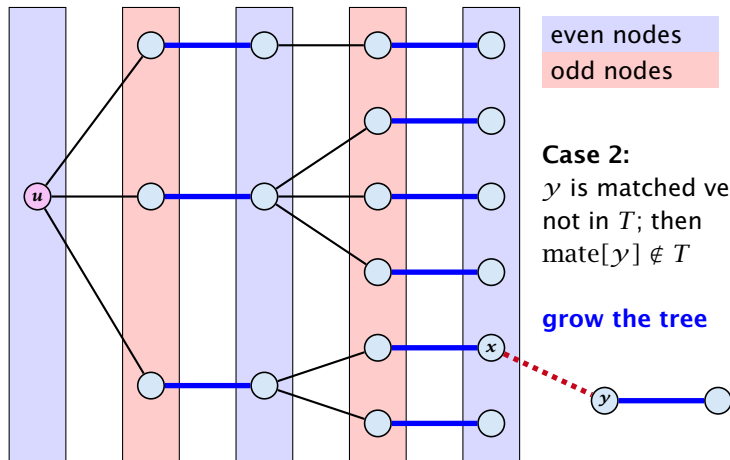 even nodes
odd nodes
Case 2:
y is matched ve
not in T; then
mate[y] ∉ T
grow the tree
u
x
y